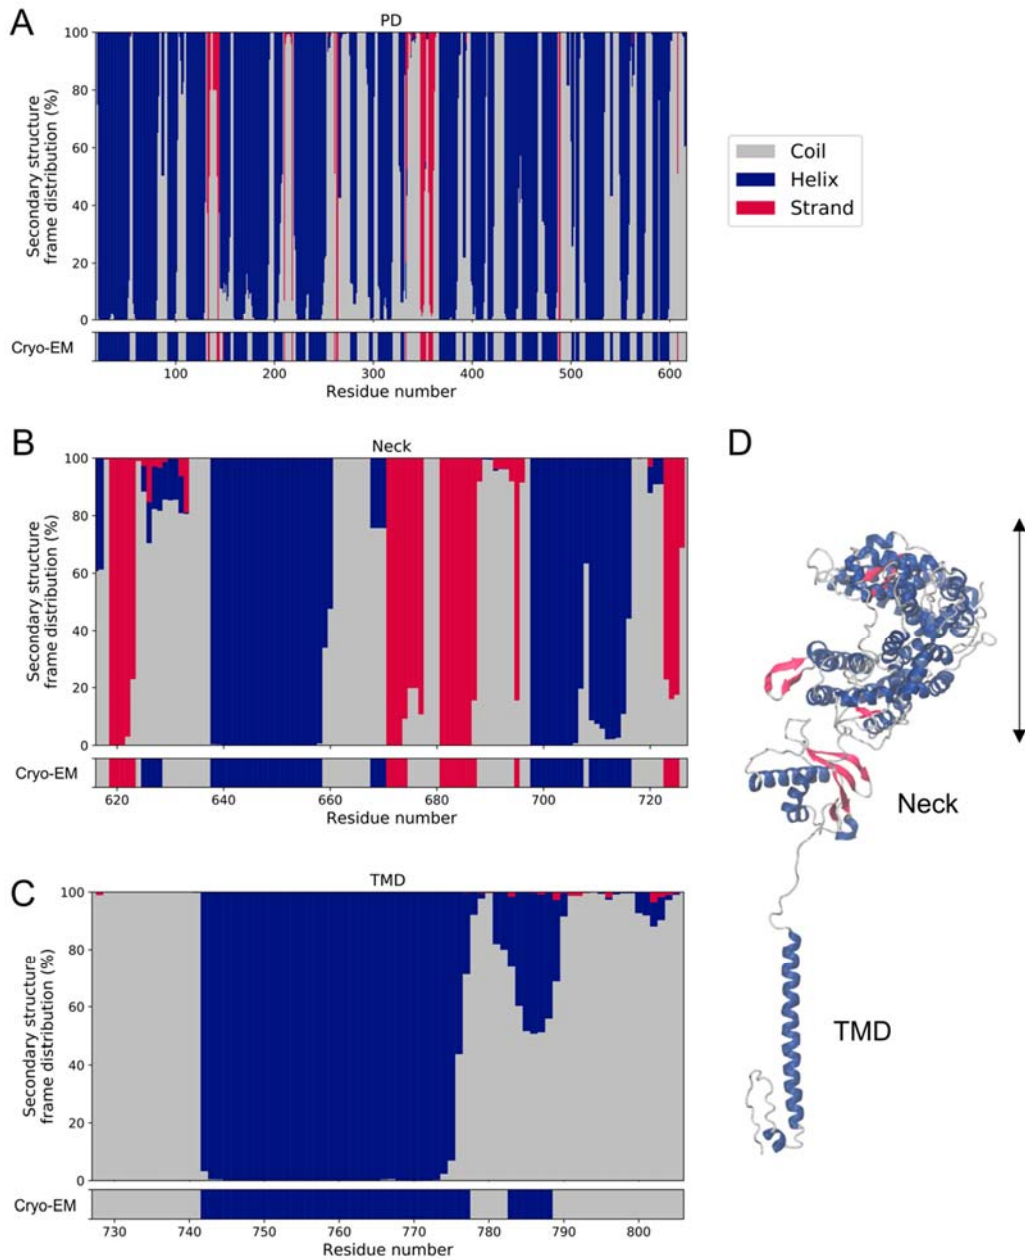 A
PD
100
80
60
40
20
0
Secondary structure
frame distribution (%)
Cryo-EM
100 200 300 400 500 600
Residue number
Coil
Helix
Strand
B
Neck
100
80
60
40
20
0
Secondary structure
frame distribution (%)
Cryo-EM
620 640 660 680 700 720
Residue number
C
TMD
100
80
60
40
20
0
Secondary structure
frame distribution (%)
Cryo-EM
730 740 750 760 770 780 790 800
Residue number
D
Neck
TMD